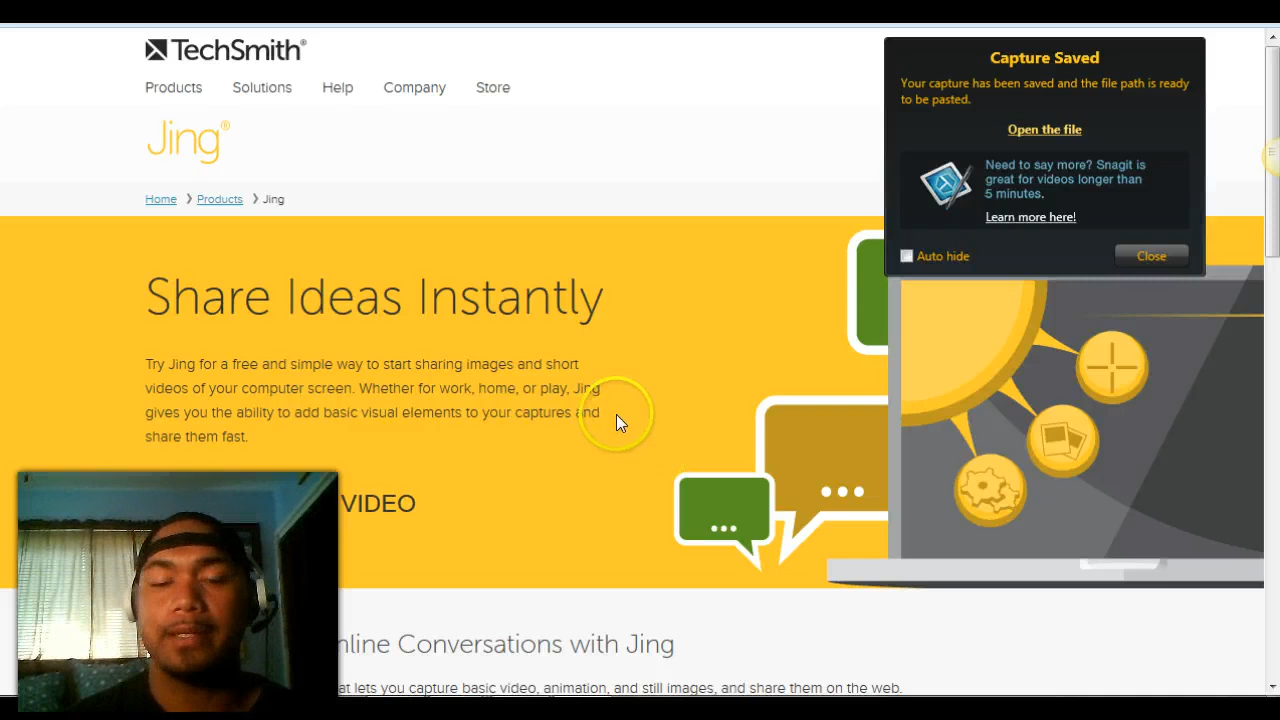 TechSmith®
Products Solutions Help Company Store
Jing®
Home Products Jing
Share Ideas Instantly
Try Jing for a free and simple way to start sharing images and short
videos of your computer screen. Whether for work, home, or play, Jing
gives you the ability to add basic visual elements to your captures and
share them fast.
VIDEO
Conversations with Jing
lets you capture basic video, animation, and still images, and share them on the web.
Capture Saved
Your capture has been saved and the file path is ready
to be pasted.
Open the file
Need to say more? Snagit is
great for videos longer than
5 minutes.
Learn more here!
Auto hide Close